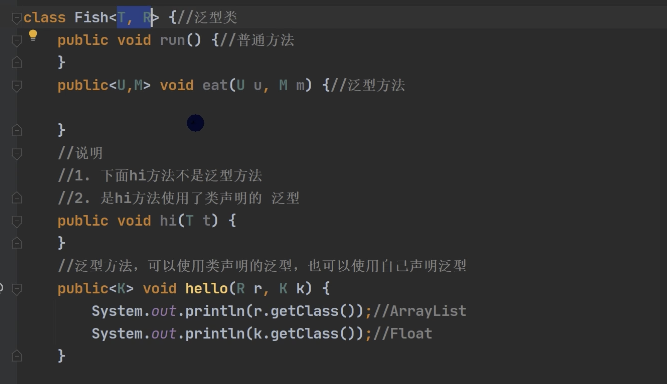 class Fish<T, R> {//泛型类
    public void run() {//普通方法
    }
    public<U,M> void eat(U u, M m) {//泛型方法
    }
    //说明
    //1. 下面hi方法不是泛型方法
    //2. 是hi方法使用了类声明的 泛型
    public void hi(T t) {
    }
    //泛型方法，可以使用类声明的泛型，也可以使用自己声明泛型
    public<K> void hello(R r, K k) {
        System.out.println(r.getClass());//ArrayList
        System.out.println(k.getClass());//Float
    }